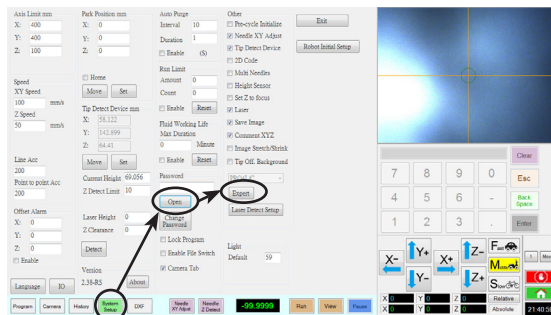 Axis Limit mm
X: 400
Y: 400
Z: 100
Speed
XY Speed
100 mm/s
Z Speed
50 mm/s
Line Acc
200
Point to point Acc
200
Offset Alarm
X: 0
Y: 0
Z: 0
Enable
Language IO
Park Position mm
X: 0
Y: 0
Z: 0
Home
Move Set
Tip Detect Device mm
X: 58.122
Y: 142.899
Z: 64.41
Move Set
Current Height 69.056
Z Detect Limit 10
Laser Height 0
Z Clearance 0
Detect
Version
2.38-R5 About
Auto Purge
Interval 10
Duration 1
Enable (S)
Run Limit
Amount 0
Count 0
Enable Reset
Fluid Working Life
Max Duration
0 Minute
Enable Reset
Password
Open
Change
Password
Lock Program
Enable File Switch
Camera Tab
Other
Pre-cycle Initialize
Needle XY Adjust
Tip Detect Device
2D Code
Multi Needles
Height Sensor
Set Z to focus
Laser
Save Image
Comment XYZ
Image Stretch/Shrink
Tip Off. Background
Expert
Laser Detect Setup
Light
Default 59
Exit
Robot Initial Setup
Program Camera History System
Setup DXF Needle
XY Adjust Needle
Z Detect -99.9999 Run View Pause
Clear
7 8 9 0 Esc
4 5 6 - Back
Space
1 2 3 . Enter
X- Y+ X+ Z- Fast
Middle
Y- Z+ Slow
1 Mov
X 0 Y 0 Z 0 Relative
X 0 Y 0 Z 0 Absolute